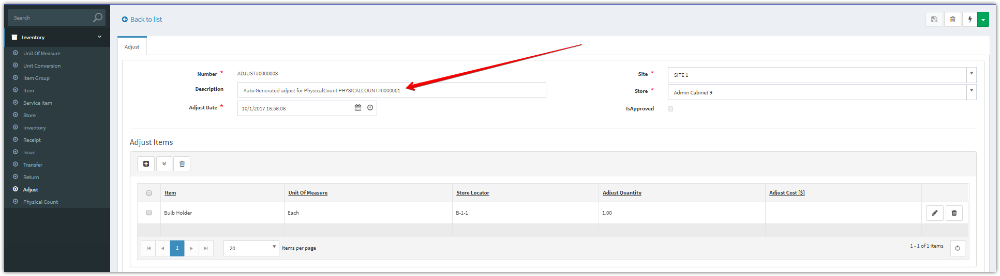 Search
Inventory
Unit Of Measure
Unit Conversion
Item Group
Item
Service Item
Store
Inventory
Receipt
Issue
Transfer
Return
Adjust
Physical Count
Back to list
Adjust
Number *
ADJUST#0000003
Description
Auto Generated adjust for PhysicalCount PHYSICALCOUNT#0000001
Adjust Date *
10/1/2017 16:58:06
Site *
SITE 1
Store *
Admin Cabinet 9
IsApproved
Adjust Items
Item Unit Of Measure Store Locator Adjust Quantity Adjust Cost [$]
Bulb Holder Each B-1-1 1.00
1 20 items per page 1 - 1 of 1 items